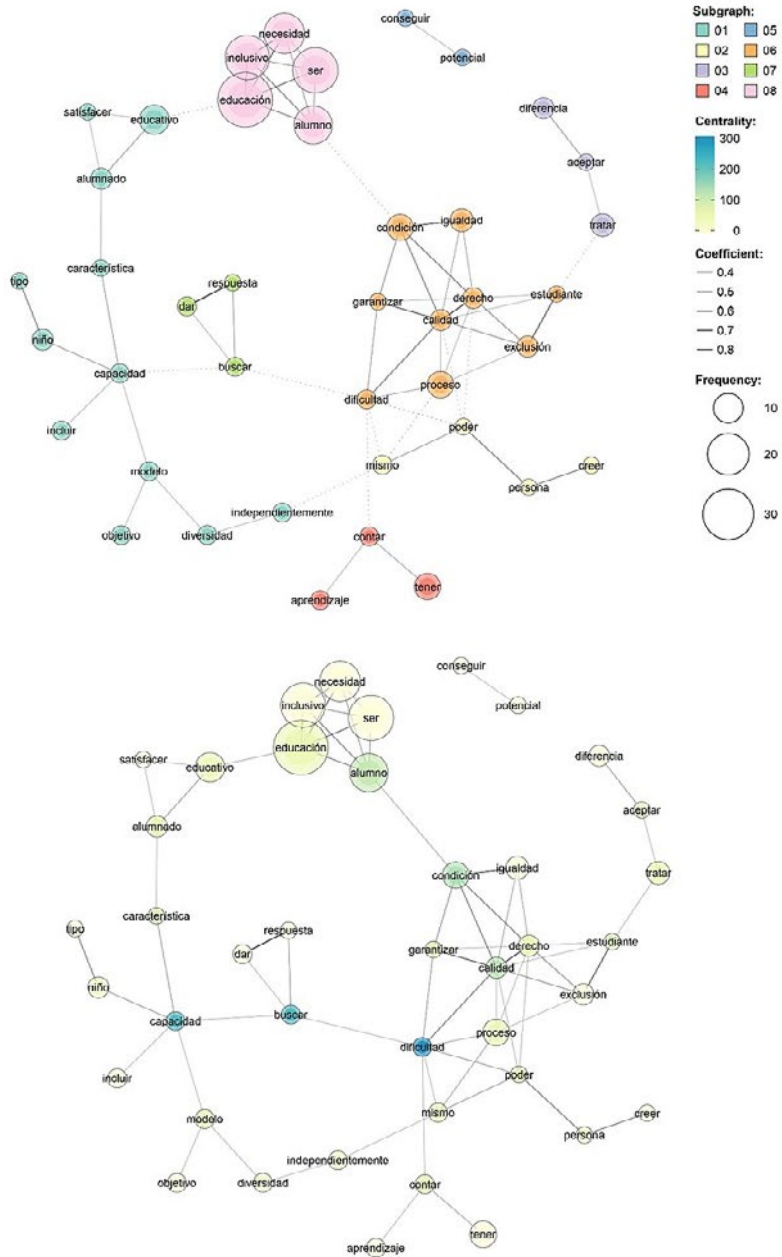 necesidad
conseguir
inclusivo
ser
potencial
educación
alumno
satisfacer
educativo
alumnado
diferencia
aceptar
tratar
condición
igualdad
característica
tipo
respuesta
dar
garantizar
derecho
estudiante
calidad
niño
exclusión
buscar
capacidad
proceso
dificultad
incluir
poder
mismo
creer
persona
modelo
independientemente
objetivo
diversidad
contar
tener
aprendizaje
Subgraph:
01 05
02 06
03 07
04 08
Centrality:
300
200
100
0
Coefficient:
0.4
0.5
0.6
0.7
0.8
Frequency:
10
20
30
necesidad
conseguir
inclusivo
ser
potencial
educación
alumno
satisfacer
educativo
diferencia
aceptar
alumnado
tratar
condición
igualdad
característica
tipo
respuesta
dar
garantizar
derecho
estudiante
calidad
niño
exclusión
buscar
capacidad
proceso
dificultad
incluir
poder
mismo
creer
modelo
persona
independientemente
objetivo
diversidad
contar
tener
aprendizaje